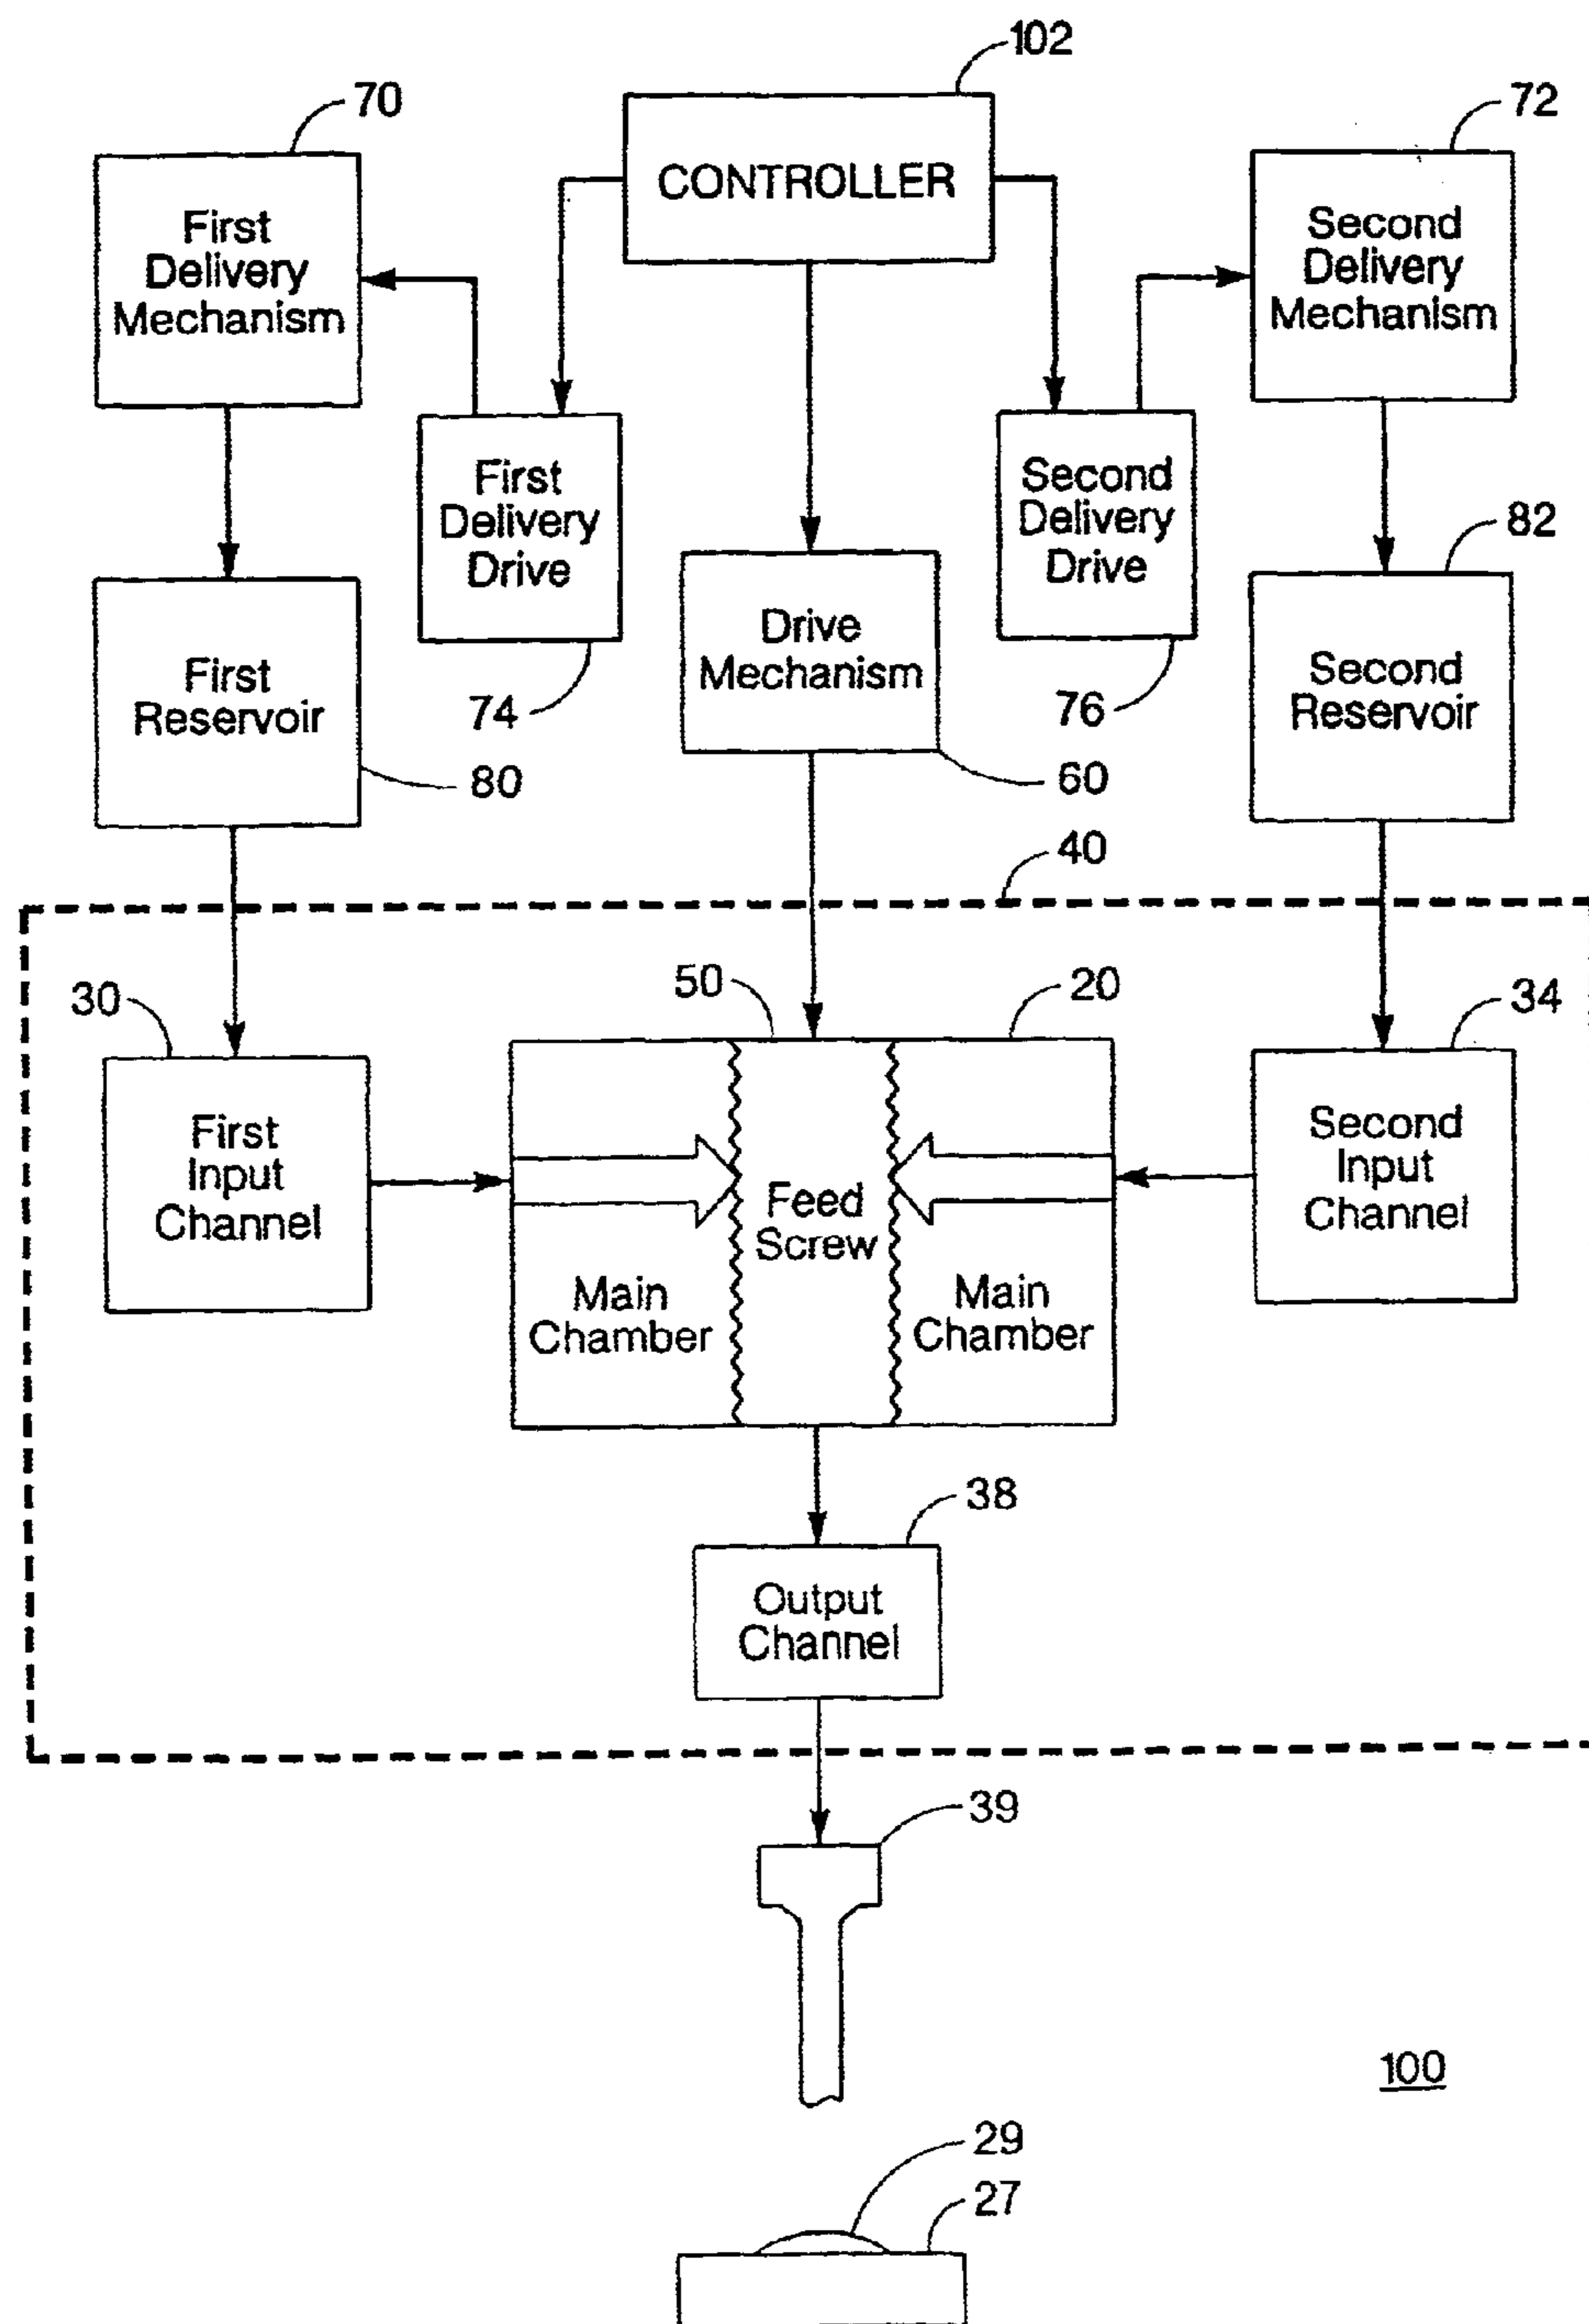 102
70
72
CONTROLLER
First
Delivery
Mechanism
Second
Delivery
Mechanism
First
Delivery
Drive
Second
Delivery
Drive
82
Drive
Mechanism
First
Reservoir
Second
Reservoir
74
76
80
60
40
50
20
30
34
First
Input
Channel
Feed
Screw
Second
Input
Channel
Main
Chamber
Main
Chamber
38
Output
Channel
39
100
29
27